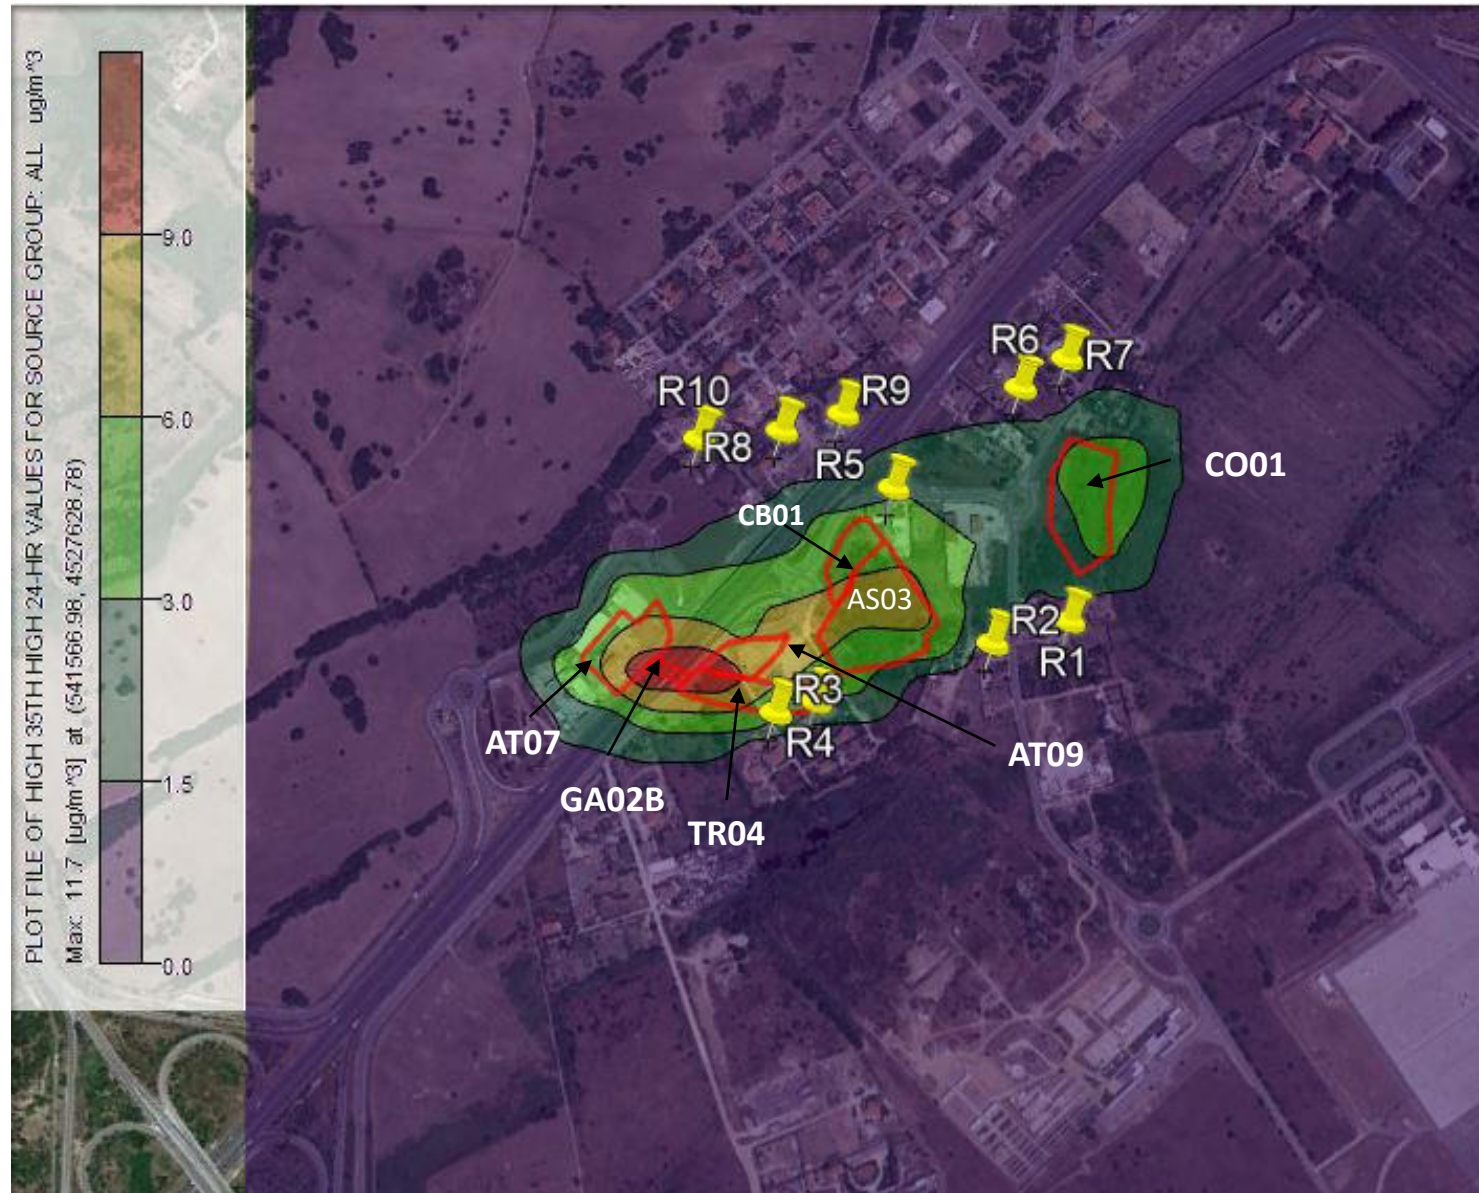 PLOT FILE OF HIGH 35TH HIGH 24-HR VALUES FOR SOURCE GROUP: ALL ug/m^3
Max: 11.7 [ug/m^3] at (541566.98, 4527628.78)
9.0
6.0
3.0
1.5
0.0
R6
R7
R10
R9
R8
R5
CO01
CB01
AS03
R2
R1
R3
R4
AT07
AT09
GA02B
TR04